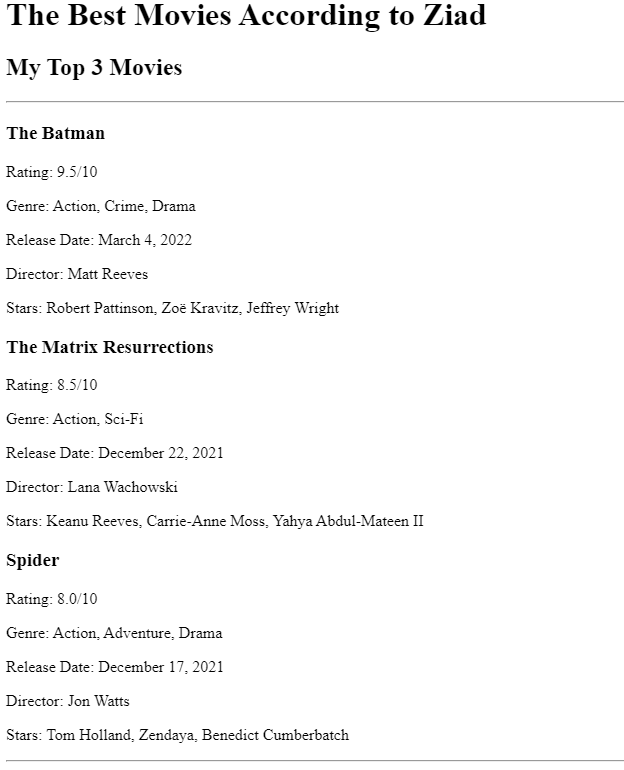 The Best Movies According to Ziad
My Top 3 Movies
The Batman
Rating: 9.5/10
Genre: Action, Crime, Drama
Release Date: March 4, 2022
Director: Matt Reeves
Stars: Robert Pattinson, Zoë Kravitz, Jeffrey Wright
The Matrix Resurrections
Rating: 8.5/10
Genre: Action, Sci-Fi
Release Date: December 22, 2021
Director: Lana Wachowski
Stars: Keanu Reeves, Carrie-Anne Moss, Yahya Abdul-Mateen II
Spider
Rating: 8.0/10
Genre: Action, Adventure, Drama
Release Date: December 17, 2021
Director: Jon Watts
Stars: Tom Holland, Zendaya, Benedict Cumberbatch